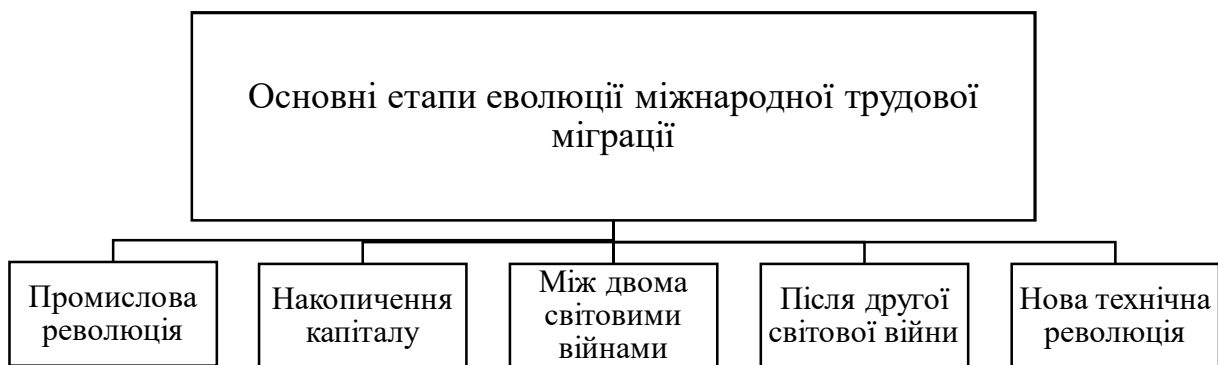 Основні етапи еволюції міжнародної трудової
міграції
Промислова
революція
Накопичення
капіталу
Між двома
світовими
війнами
Після другої
світової війни
Нова технічна
революція